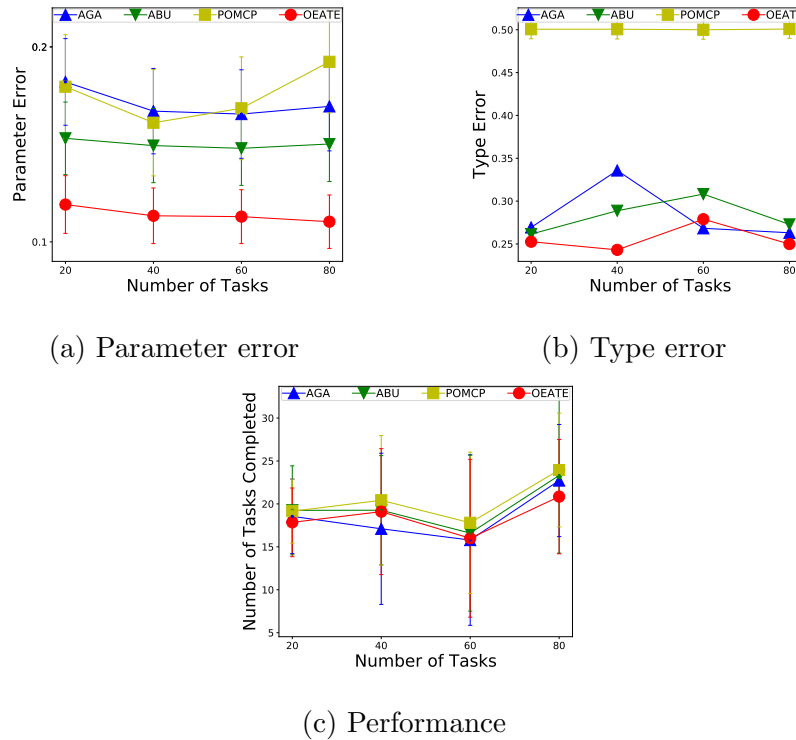 AGA ABU POMCP OEATE
0.2
0.1
Parameter Error
20 40 60 80
Number of Tasks
(a) Parameter error
AGA ABU POMCP OEATE
0.50
0.45
0.40
0.35
0.30
0.25
Type Error
20 40 60 80
Number of Tasks
(b) Type error
AGA ABU POMCP OEATE
30
25
20
15
10
5
Number of Tasks Completed
20 40 60 80
Number of Tasks
(c) Performance